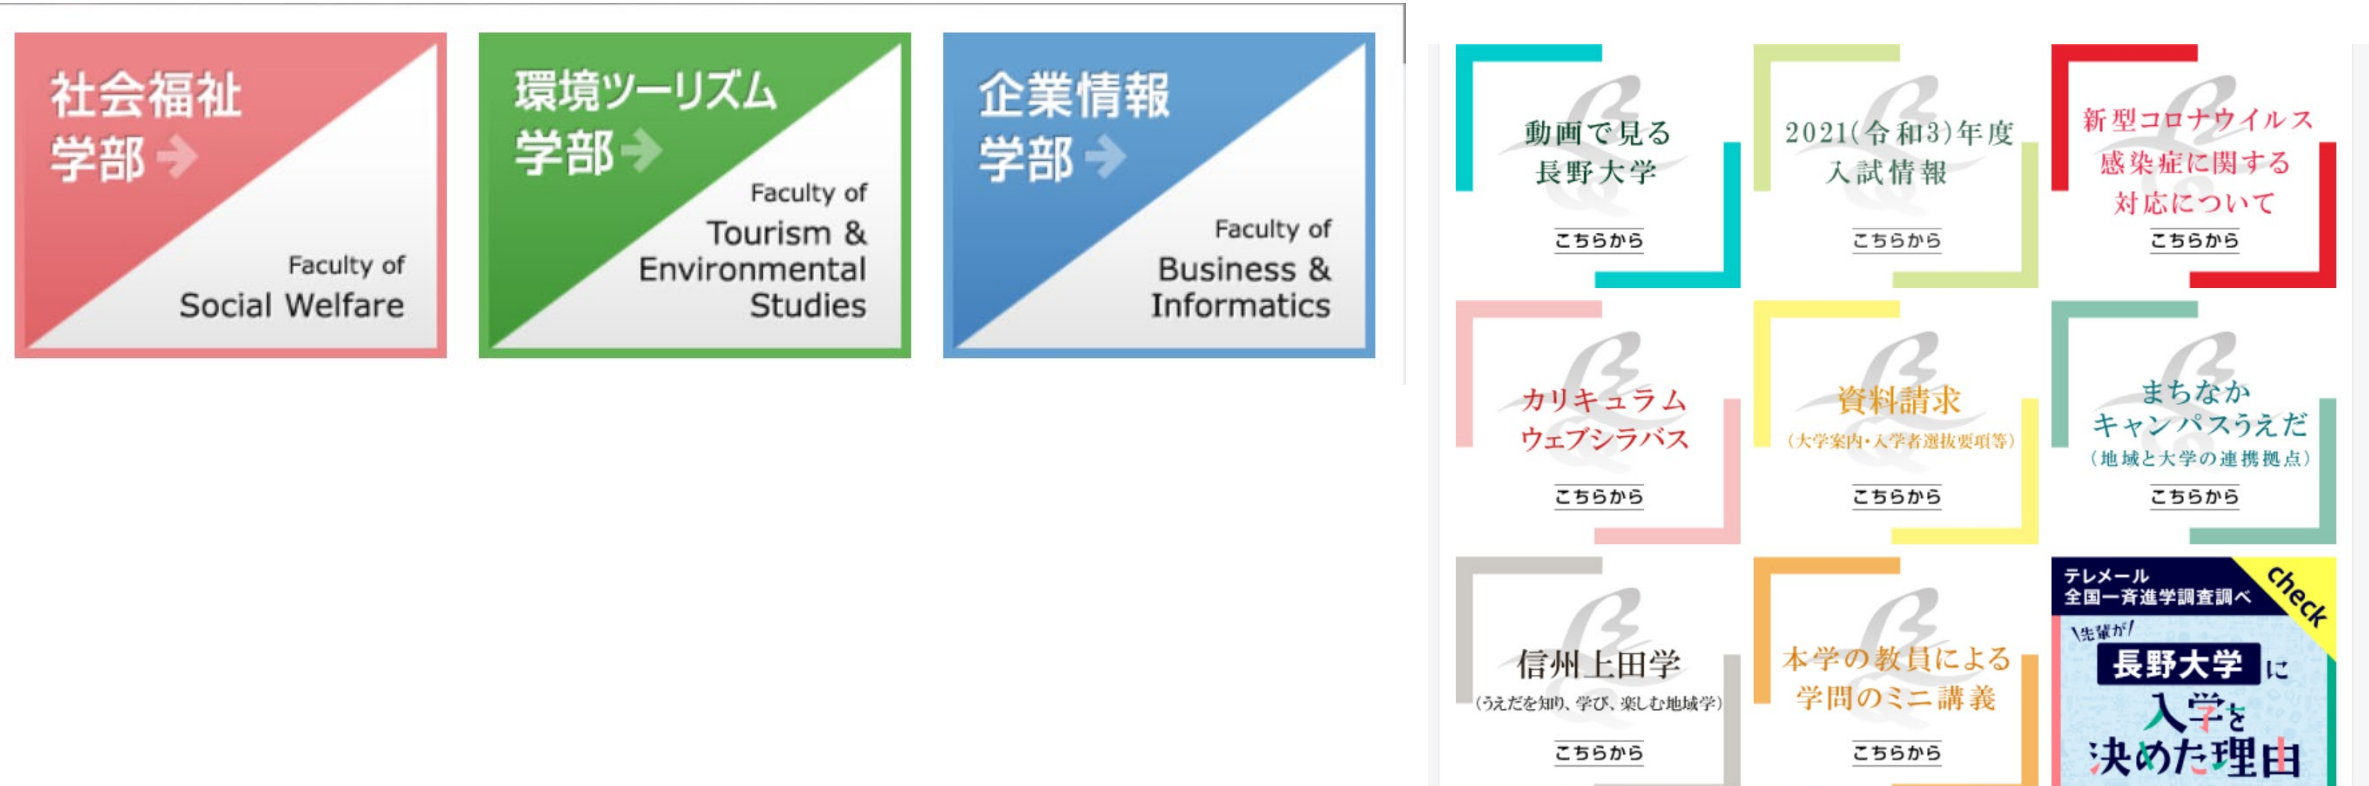 社会福祉
学部
Faculty of
Social Welfare
環境ツーリズム
学部
Faculty of
Tourism &
Environmental
Studies
企業情報
学部
Faculty of
Business &
Informatics
動画で見る
長野大学
こちらから
2021(令和3)年度
入試情報
こちらから
新型コロナウイルス
感染症に関する
対応について
こちらから
カリキュラム
ウェブシラバス
こちらから
資料請求
(大学案内・入学者選抜要項等)
こちらから
まちなか
キャンパスうえだ
(地域と大学の連携拠点)
こちらから
信州上田学
(うえだを知り、学び、楽しむ地域学)
こちらから
本学の教員による
学問のミニ講義
こちらから
テレメール
全国一斉進学調査調べ
check
\先輩が/
長野大学に
入学を
決めた理由